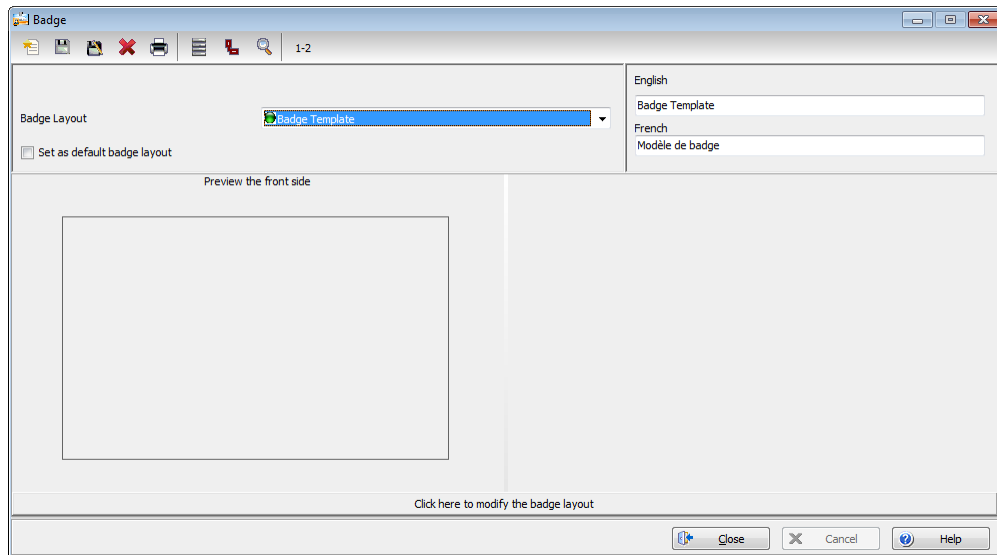 Badge
1-2
English
Badge Template
Badge Layout
Badge Template
French
Modèle de badge
Set as default badge layout
Preview the front side
Click here to modify the badge layout
Close
Cancel
Help